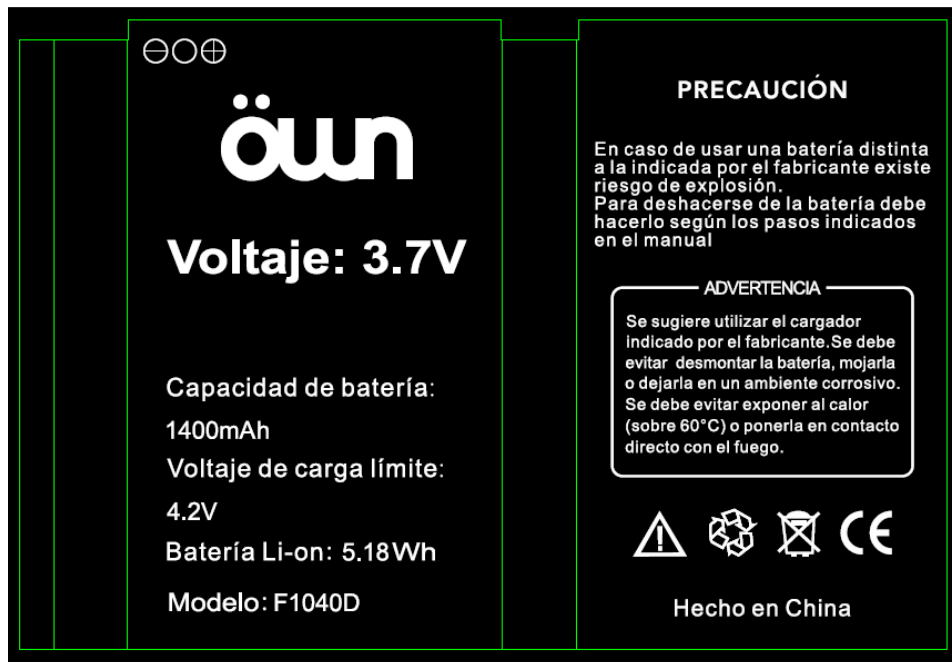 öwn
Voltaje: 3.7V
Capacidad de batería:
1400mAh
Voltaje de carga límite:
4.2V
Batería Li-on: 5.18Wh
Modelo: F1040D
PRECAUCIÓN
En caso de usar una batería distinta
a la indicada por el fabricante existe
riesgo de explosión.
Para deshacerse de la batería debe
hacerlo según los pasos indicados
en el manual
ADVERTENCIA
Se sugiere utilizar el cargador
indicado por el fabricante.Se debe
evitar desmontar la batería, mojarla
o dejarla en un ambiente corrosivo.
Se debe evitar exponer al calor
(sobre 60°C) o ponerla en contacto
directo con el fuego.
CE
Hecho en China